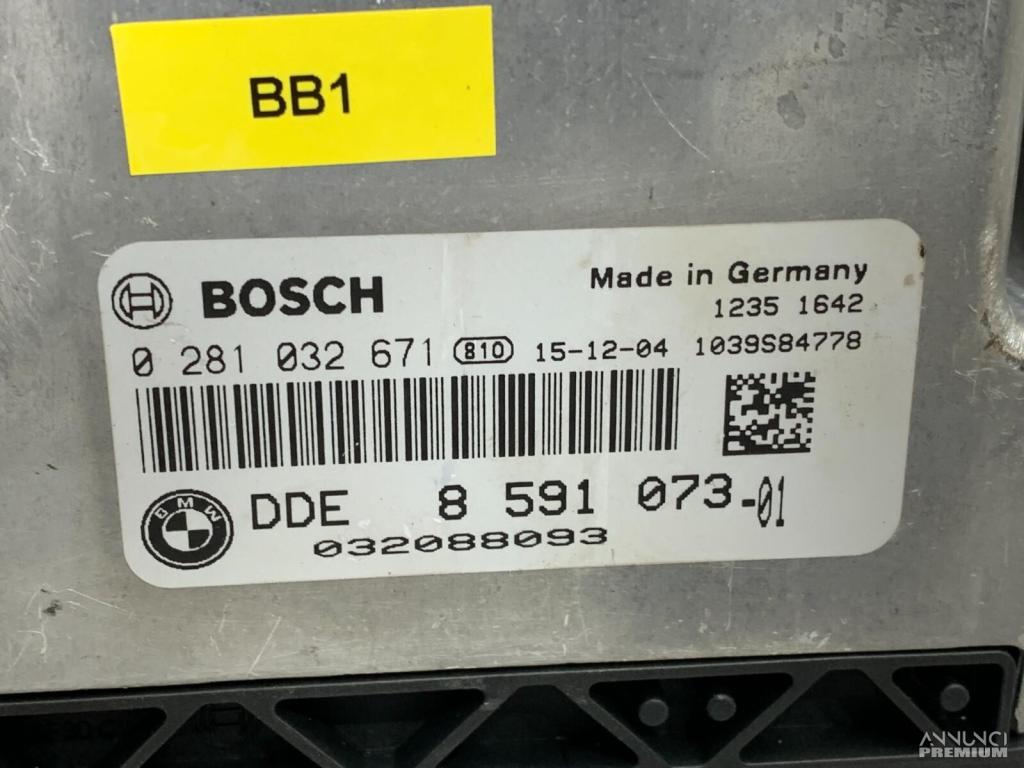 BB1
BOSCH
Made in Germany
1235 1642
0 281 032 671 810 15-12-04 1039S84778
BMW
DDE 8 591 073-01
032088093
ANNUNCI
PREMIUM